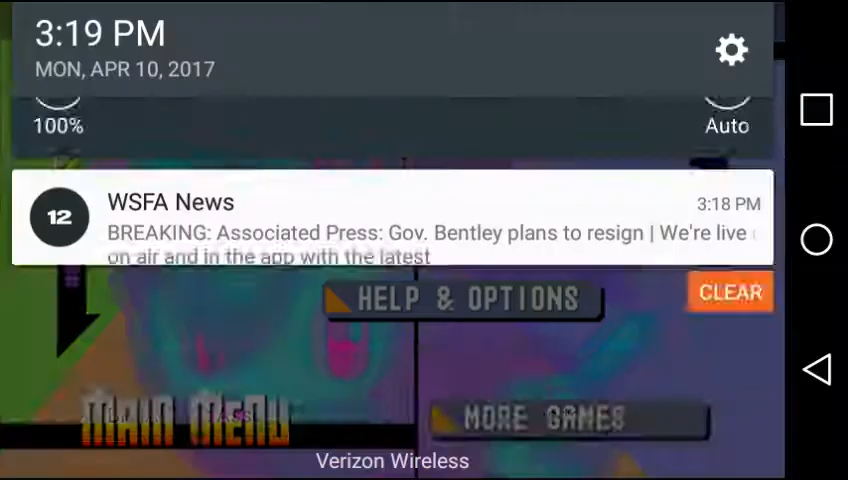 3:19 PM
MON, APR 10, 2017
100%
Auto
12
WSFA News
3:18 PM
BREAKING: Associated Press: Gov. Bentley plans to resign | We're live
on air and in the app with the latest
CLEAR
HELP & OPTIONS
MAIN MENU
MORE GAMES
Verizon Wireless